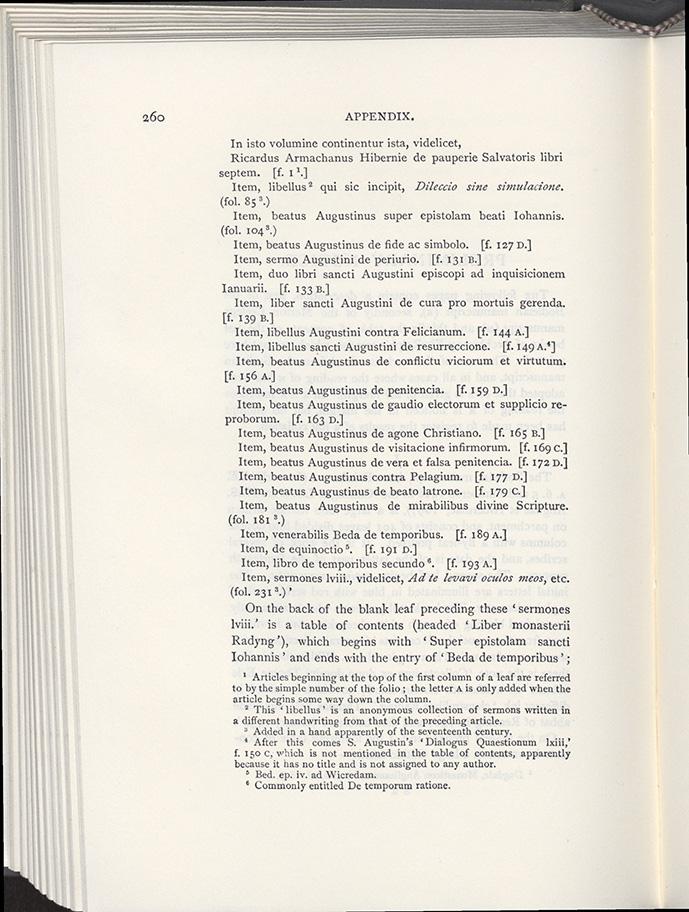 260 APPENDIX.
In isto volumine continentur ista, videlicet,
Ricardus Armachanus Hibernie de pauperie Salvatoris libri
septem. [f. 1 ¹.]
Item, libellus ² qui sic incipit, Dileccio sine simulacione.
(fol. 85 ³.)
Item, beatus Augustinus super epistolam beati Iohannis.
(fol. 104 ³.)
Item, beatus Augustinus de fide ac simbolo. [f. 127 D.]
Item, sermo Augustini de periurio. [f. 131 B.]
Item, duo libri sancti Augustini episcopi ad inquisicionem
Ianuarii. [f. 133 B.]
Item, liber sancti Augustini de cura pro mortuis gerenda.
[f. 139 B.]
Item, libellus Augustini contra Felicianum. [f. 144 A.]
Item, libellus sancti Augustini de resurreccione. [f. 149 A.⁴]
Item, beatus Augustinus de conflictu viciorum et virtutum.
[f. 156 A.]
Item, beatus Augustinus de penitencia. [f. 159 D.]
Item, beatus Augustinus de gaudio electorum et supplicio re-
proborum. [f. 163 D.]
Item, beatus Augustinus de agone Christiano. [f. 165 B.]
Item, beatus Augustinus de visitacione infirmorum. [f. 169 C.]
Item, beatus Augustinus de vera et falsa penitencia. [f. 172 D.]
Item, beatus Augustinus contra Pelagium. [f. 177 D.]
Item, beatus Augustinus de beato latrone. [f. 179 C.]
Item, beatus Augustinus de mirabilibus divine Scripture.
(fol. 181 ³.)
Item, venerabilis Beda de temporibus. [f. 189 A.]
Item, de equinoctio ⁵. [f. 191 D.]
Item, libro de temporibus secundo ⁶. [f. 193 A.]
Item, sermones lviii., videlicet, Ad te levavi oculos meos, etc.
(fol. 231 ³.) ’
On the back of the blank leaf preceding these ‘ sermones
lviii.’ is a table of contents (headed ‘ Liber monasterii
Radyng ’), which begins with ‘ Super epistolam sancti
Iohannis ’ and ends with the entry of ‘ Beda de temporibus ’ ;
¹ Articles beginning at the top of the first column of a leaf are referred
to by the simple number of the folio ; the letter A is only added when the
article begins some way down the column.
² This ‘ libellus ’ is an anonymous collection of sermons written in
a different handwriting from that of the preceding article.
³ Added in a hand apparently of the seventeenth century.
⁴ After this comes S. Augustin's ‘ Dialogus Quaestionum lxiii,’
f. 150 C, which is not mentioned in the table of contents, apparently
because it has no title and is not assigned to any author.
⁵ Bed. ep. iv. ad Wicredam.
⁶ Commonly entitled De temporum ratione.